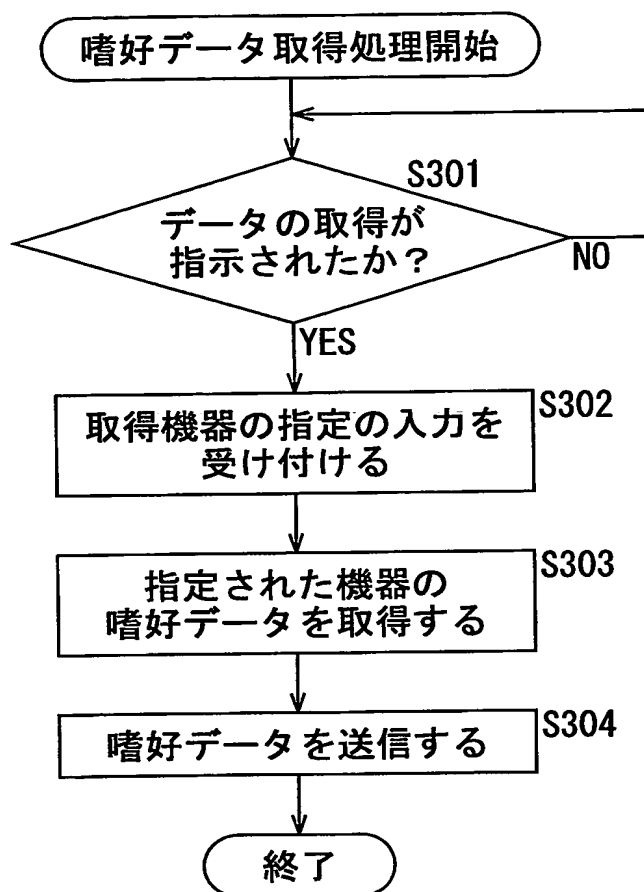 嗜好データ取得処理開始
S301
データの取得が
指示されたか？
NO
YES
S302
取得機器の指定の入力を
受け付ける
S303
指定された機器の
嗜好データを取得する
S304
嗜好データを送信する
終了